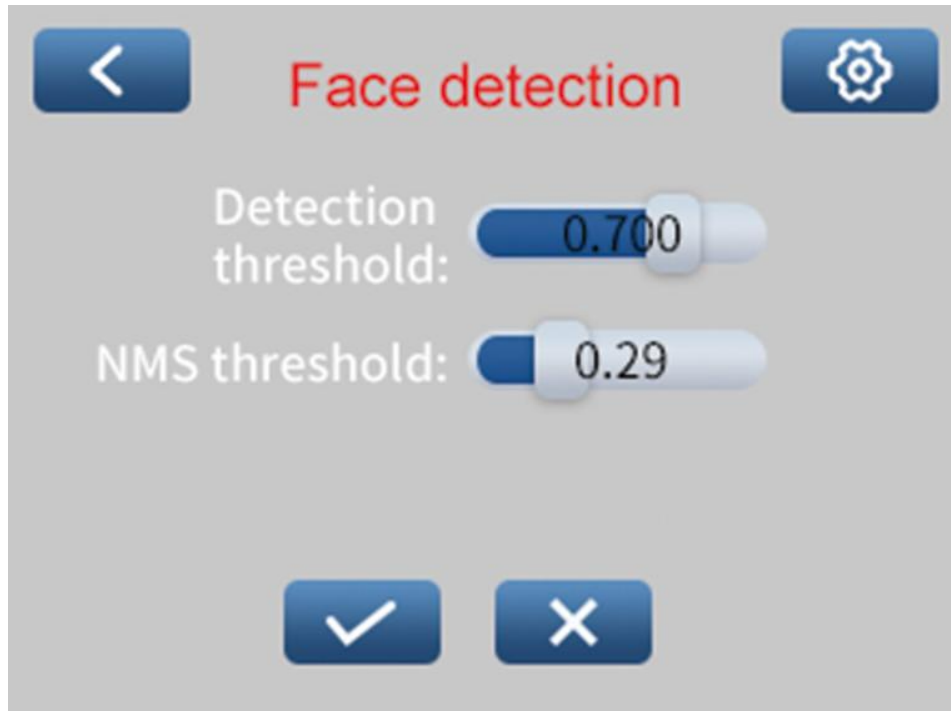 Face detection
Detection
threshold:
0.700
NMS threshold:
0.29